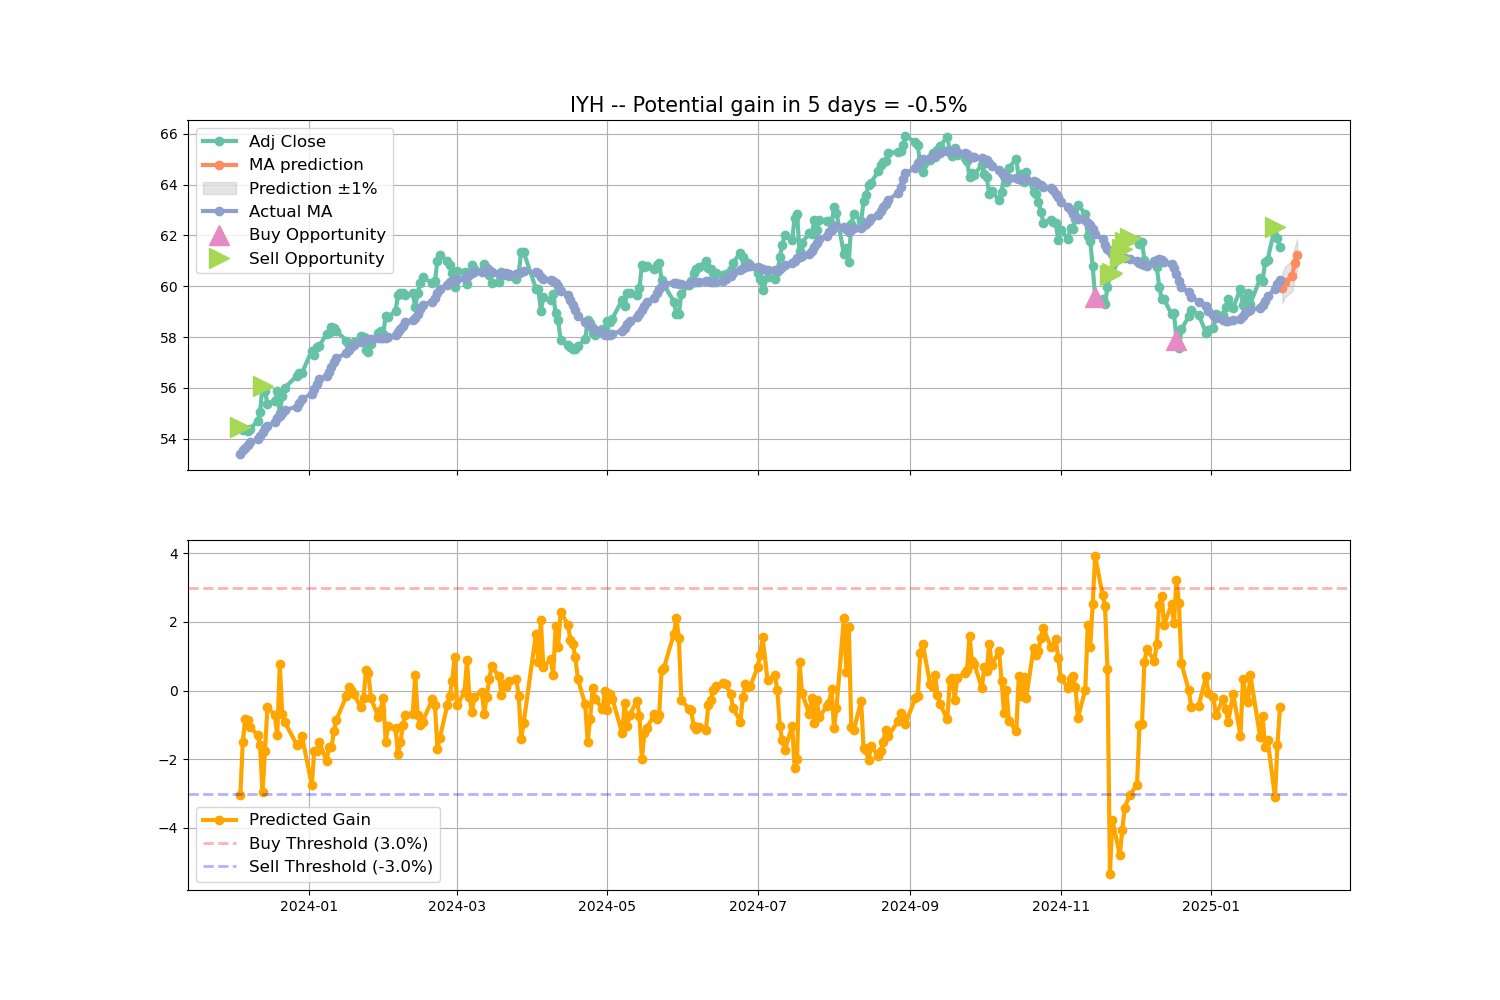 IYH -- Potential gain in 5 days = -0.5%
66
64
62
60
58
56
54
Adj Close
MA prediction
Prediction ±1%
Actual MA
Buy Opportunity
Sell Opportunity
4
2
0
−2
−4
Predicted Gain
Buy Threshold (3.0%)
Sell Threshold (-3.0%)
2024-01 2024-03 2024-05 2024-07 2024-09 2024-11 2025-01